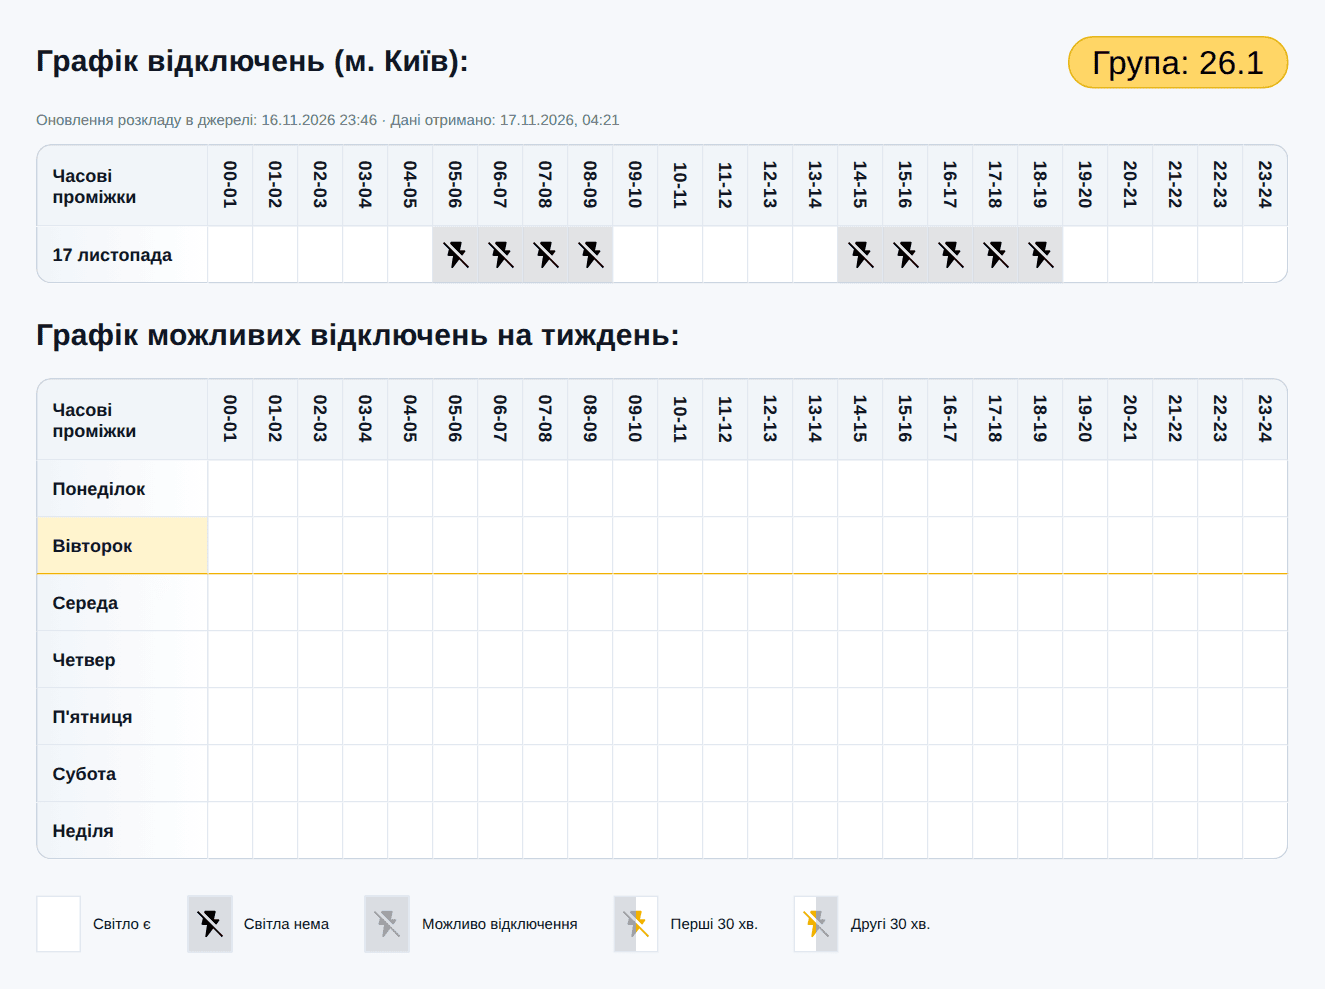 Графік відключень (м. Київ):
Група: 26.1
Оновлення розкладу в джерелі: 16.11.2026 23:46 · Дані отримано: 17.11.2026, 04:21
Часові проміжки 00-01 01-02 02-03 03-04 04-05 05-06 06-07 07-08 08-09 09-10 10-11 11-12 12-13 13-14 14-15 15-16 16-17 17-18 18-19 19-20 20-21 21-22 22-23 23-24
17 листопада
Графік можливих відключень на тиждень:
Часові проміжки 00-01 01-02 02-03 03-04 04-05 05-06 06-07 07-08 08-09 09-10 10-11 11-12 12-13 13-14 14-15 15-16 16-17 17-18 18-19 19-20 20-21 21-22 22-23 23-24
Понеділок
Вівторок
Середа
Четвер
П'ятниця
Субота
Неділя
Світло є Світла нема Можливо відключення Перші 30 хв. Другі 30 хв.